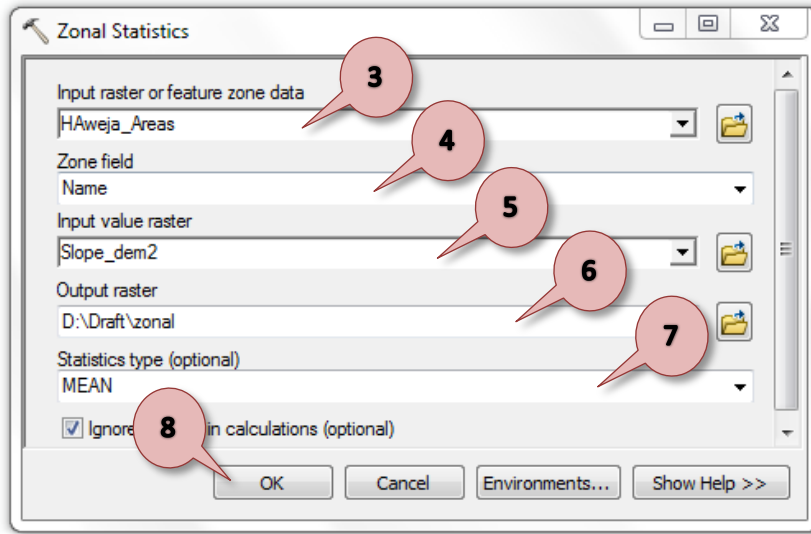 Zonal Statistics
3
Input raster or feature zone data
HAweja_Areas
4
Zone field
Name
5
Input value raster
Slope_dem2
6
Output raster
D:\Draft\zonal
7
Statistics type (optional)
MEAN
8
Ignore in calculations (optional)
OK Cancel Environments... Show Help >>